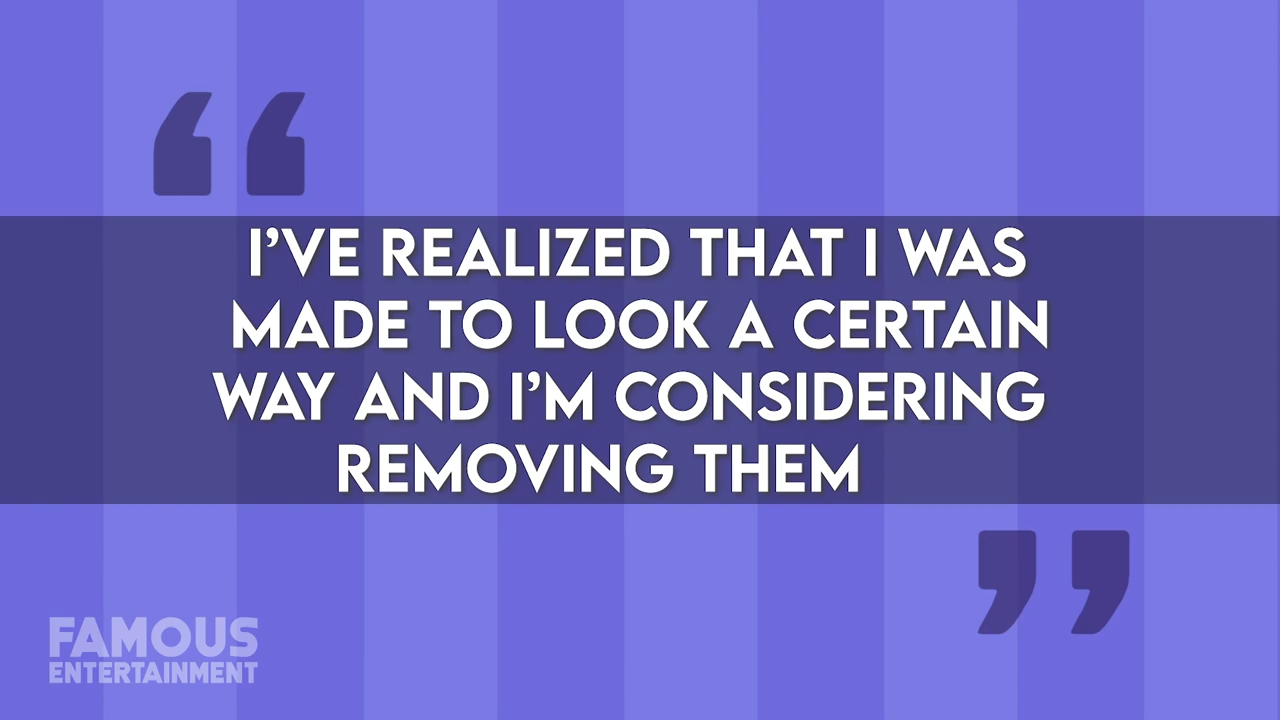 I’VE REALIZED THAT I WAS
MADE TO LOOK A CERTAIN
WAY AND I’M CONSIDERING
REMOVING THEM
FAMOUS
ENTERTAINMENT